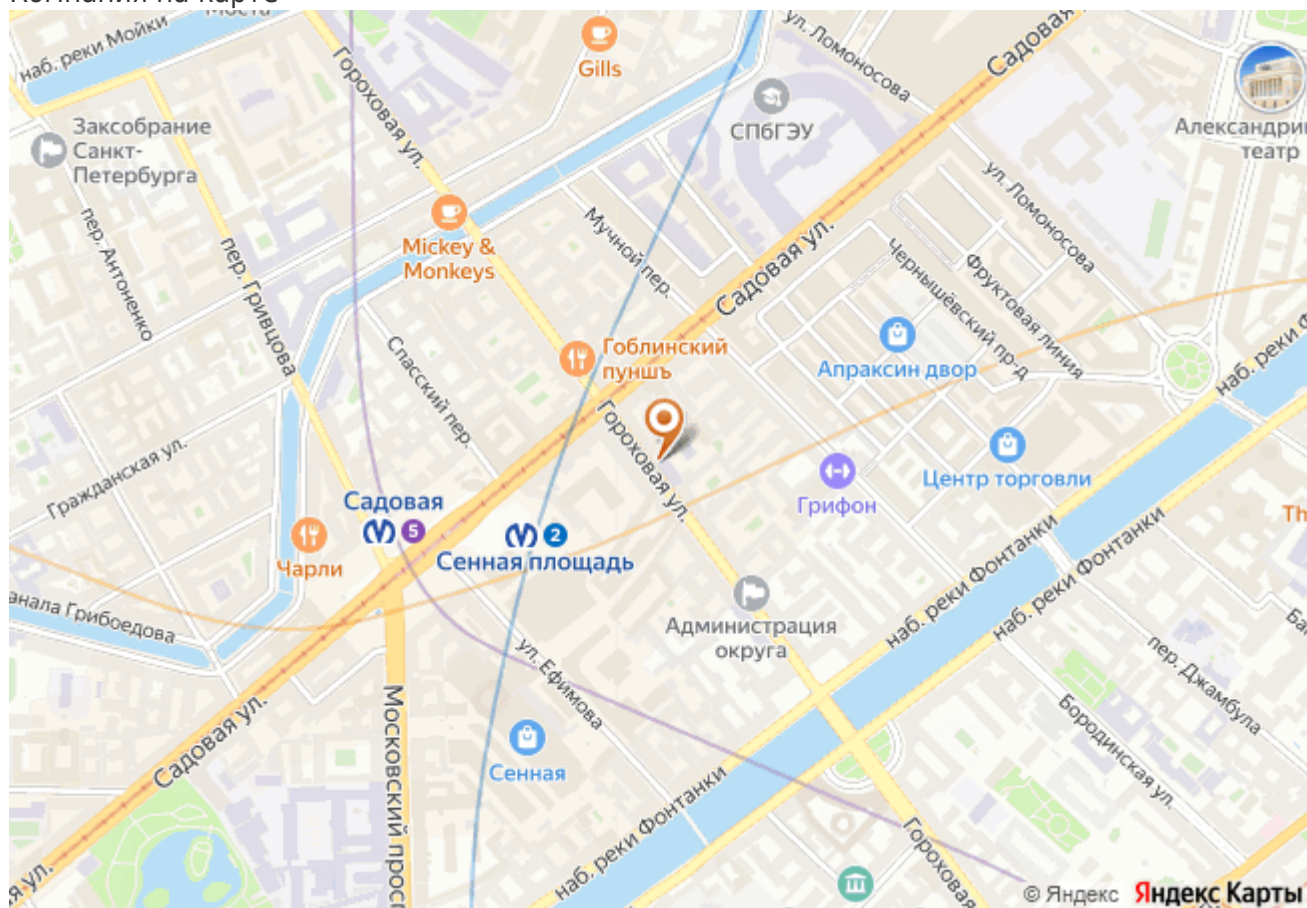 Компания на карте
наб. реки Мойки
Моста
Гороховая ул.
Gills
ул. Ломоносова
Садовая
СПбГЭУ
Заксобрание
Санкт-
Петербурга
театр
ул. Ломоносова
пер. Антоненко
пер. Гривцова
Mickey &
Monkeys
Мучной пер.
Садовая ул.
Чернышёвский пр-д
Фруктовая линия
Спасский пер.
Гоблинский
пуншъ
Апраксин двор
наб. реки
Гороховая ул.
Гражданская ул.
Центр торговли
Грифон
Садовая
5
2
Сенная площадь
Чарли
наб. реки Фонтанки
наб. реки Фонтанки
Грибоедова
Администрация
округа
ул. Ефимова
пер. Джамбула
Бородинская ул.
Садовая ул.
Московский
Сенная
наб. реки Фонтанки
Гороховая
© Яндекс Яндекс Карты